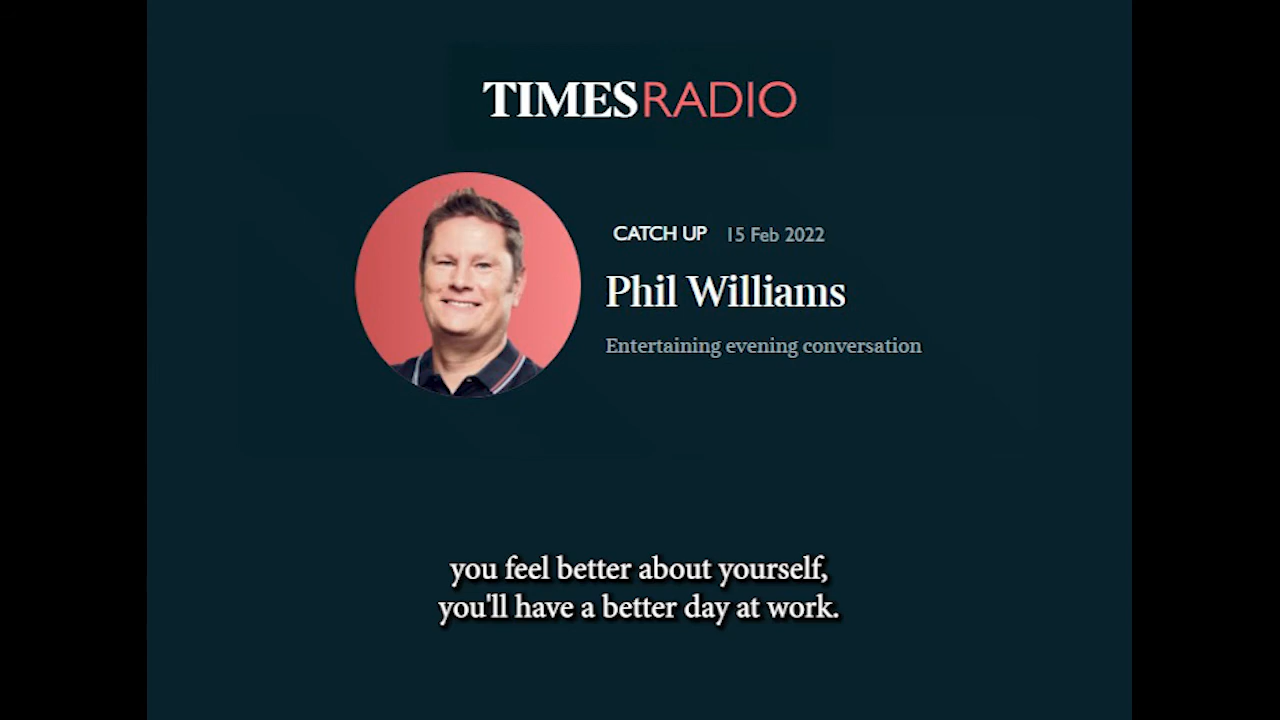 TIMESRADIO
CATCH UP 15 Feb 2022
Phil Williams
Entertaining evening conversation
you feel better about yourself,
you'll have a better day at work.